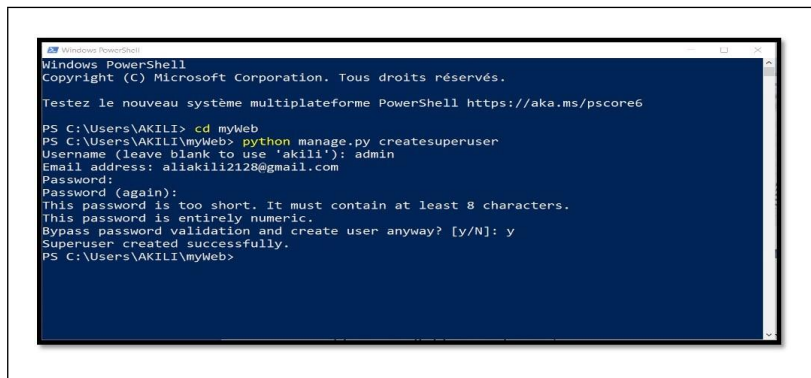 Windows PowerShell
Windows PowerShell
Copyright (C) Microsoft Corporation. Tous droits réservés.
Testez le nouveau système multiplateforme PowerShell https://aka.ms/pscore6
PS C:\Users\AKILI> cd myWeb
PS C:\Users\AKILI\myWeb> python manage.py createsuperuser
Username (leave blank to use 'akili'): admin
Email address: aliakili2128@gmail.com
Password:
Password (again):
This password is too short. It must contain at least 8 characters.
This password is entirely numeric.
Bypass password validation and create user anyway? [y/N]: y
Superuser created successfully.
PS C:\Users\AKILI\myWeb>